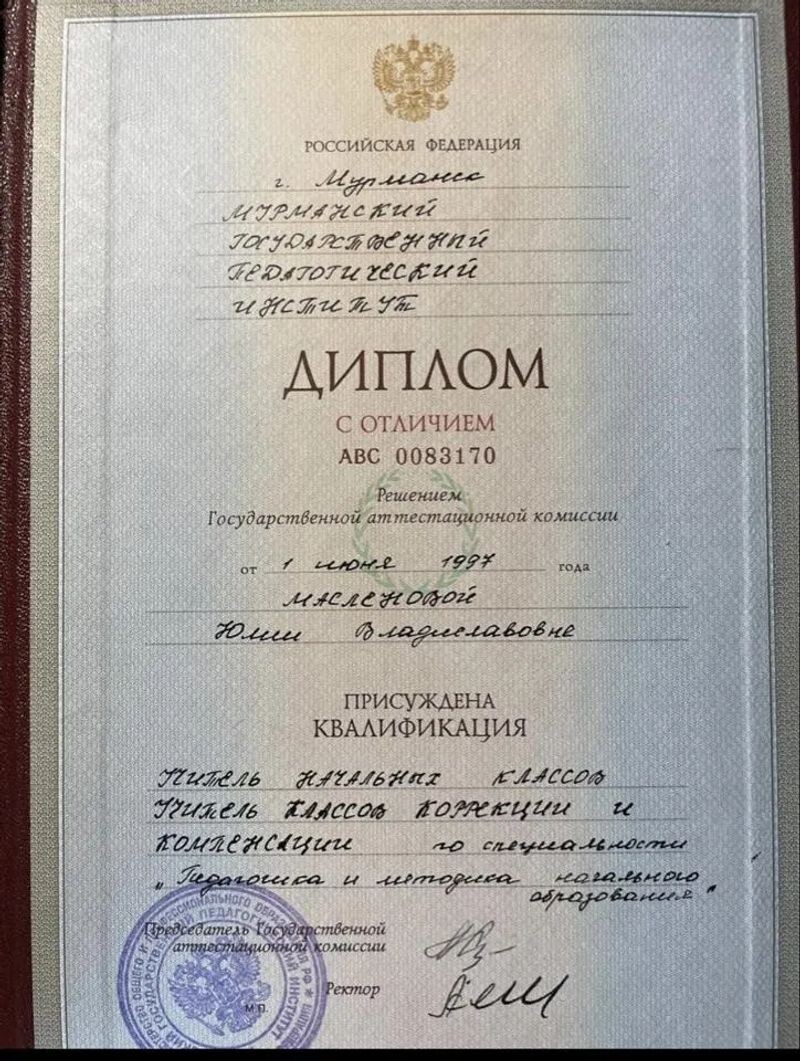 РОССИЙСКАЯ ФЕДЕРАЦИЯ
г. Мурманск
МУРМАНСКИЙ
ГОСУДАРСТВЕННЫЙ
ПЕДАГОГИЧЕСКИЙ
ИНСТИТУТ
ДИПЛОМ
С ОТЛИЧИЕМ
АВС 0083170
Решением
Государственной аттестационной комиссии
от 1 июня 1997 года
МАСЛЕНОВОЙ
Юлии Владиславовне
ПРИСУЖДЕНА
КВАЛИФИКАЦИЯ
УЧИТЕЛЬ НАЧАЛЬНЫХ КЛАССОВ
УЧИТЕЛЬ КЛАССОВ КОРРЕКЦИИ И
КОМПЕНСАЦИИ по специальности
"Педагогика и методика начального
образования"
Председатель Государственной
аттестационной комиссии
Ректор
М.П.